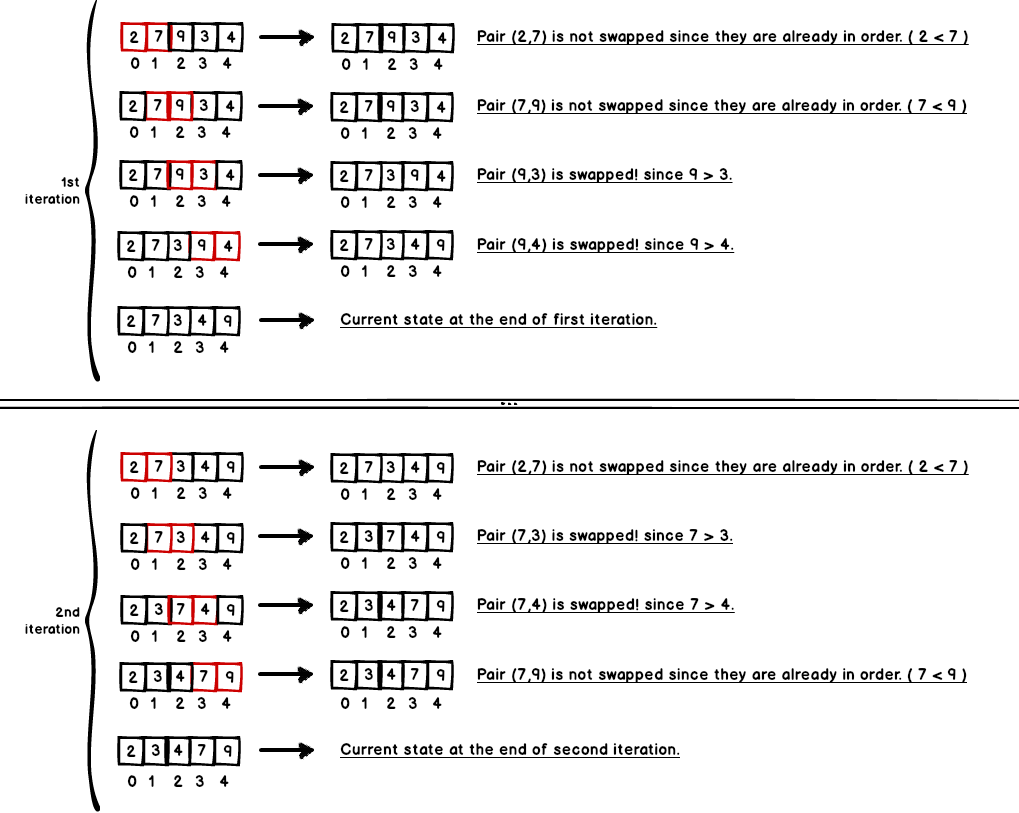 2 7 9 3 4 2 7 9 3 4 Pair (2,7) is not swapped since they are already in order. ( 2 < 7 )
0 1 2 3 4 0 1 2 3 4
2 7 9 3 4 2 7 9 3 4 Pair (7,9) is not swapped since they are already in order. ( 7 < 9 )
0 1 2 3 4 0 1 2 3 4
1st
iteration
2 7 9 3 4 2 7 3 9 4 Pair (9,3) is swapped! since 9 > 3.
0 1 2 3 4 0 1 2 3 4
2 7 3 9 4 2 7 3 4 9 Pair (9,4) is swapped! since 9 > 4.
0 1 2 3 4 0 1 2 3 4
2 7 3 4 9 Current state at the end of first iteration.
0 1 2 3 4
...
2 7 3 4 9 2 7 3 4 9 Pair (2,7) is not swapped since they are already in order. ( 2 < 7 )
0 1 2 3 4 0 1 2 3 4
2 7 3 4 9 2 3 7 4 9 Pair (7,3) is swapped! since 7 > 3.
0 1 2 3 4 0 1 2 3 4
2nd
iteration
2 3 7 4 9 2 3 4 7 9 Pair (7,4) is swapped! since 7 > 4.
0 1 2 3 4 0 1 2 3 4
2 3 4 7 9 2 3 4 7 9 Pair (7,9) is not swapped since they are already in order. ( 7 < 9 )
0 1 2 3 4 0 1 2 3 4
2 3 4 7 9 Current state at the end of second iteration.
0 1 2 3 4